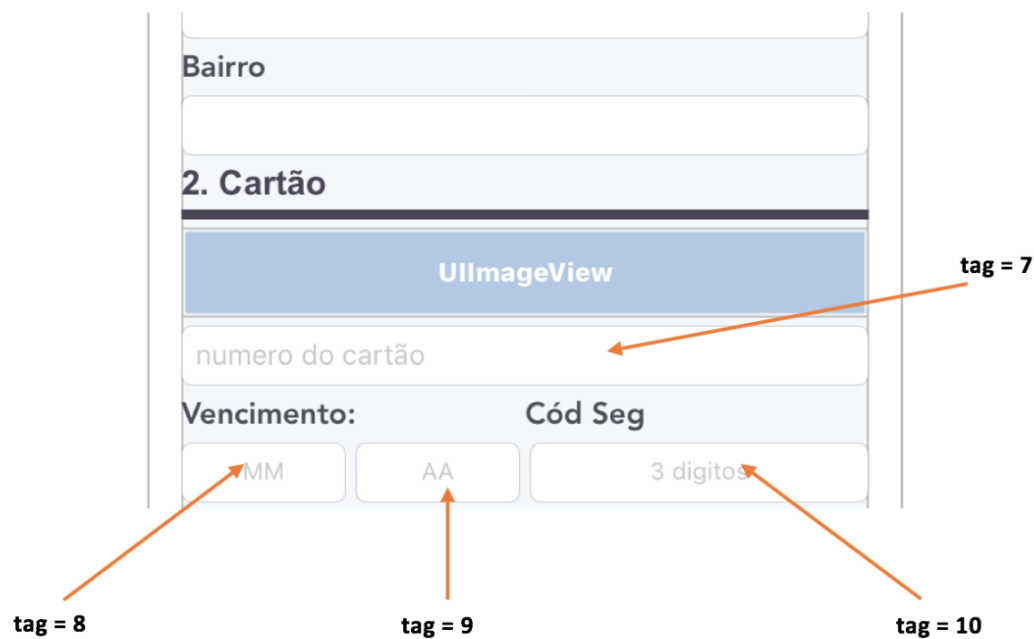 Bairro
2. Cartão
UIImageView
tag = 7
numero do cartão
Vencimento: Cód Seg
MM AA 3 digitos
tag = 8 tag = 9 tag = 10